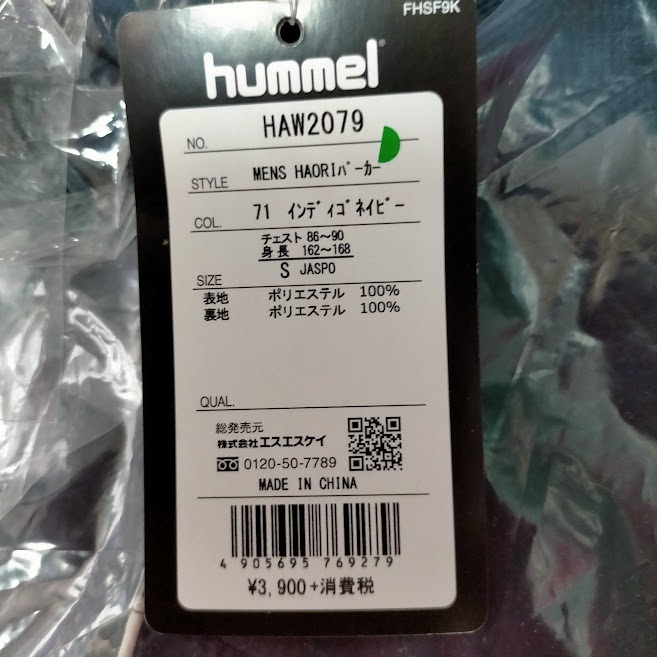 FHSF9K
hummel
NO. HAW2079
STYLE MENS HAORIパーカー
COL. 71 インディゴネイビー
チェスト 86~90
身長 162~168
SIZE S JASPO
表地 ポリエステル 100%
裏地 ポリエステル 100%
QUAL.
総発売元
株式会社エスエスケイ
0120-50-7789
MADE IN CHINA
4 905695 769279
¥3,900+消費税